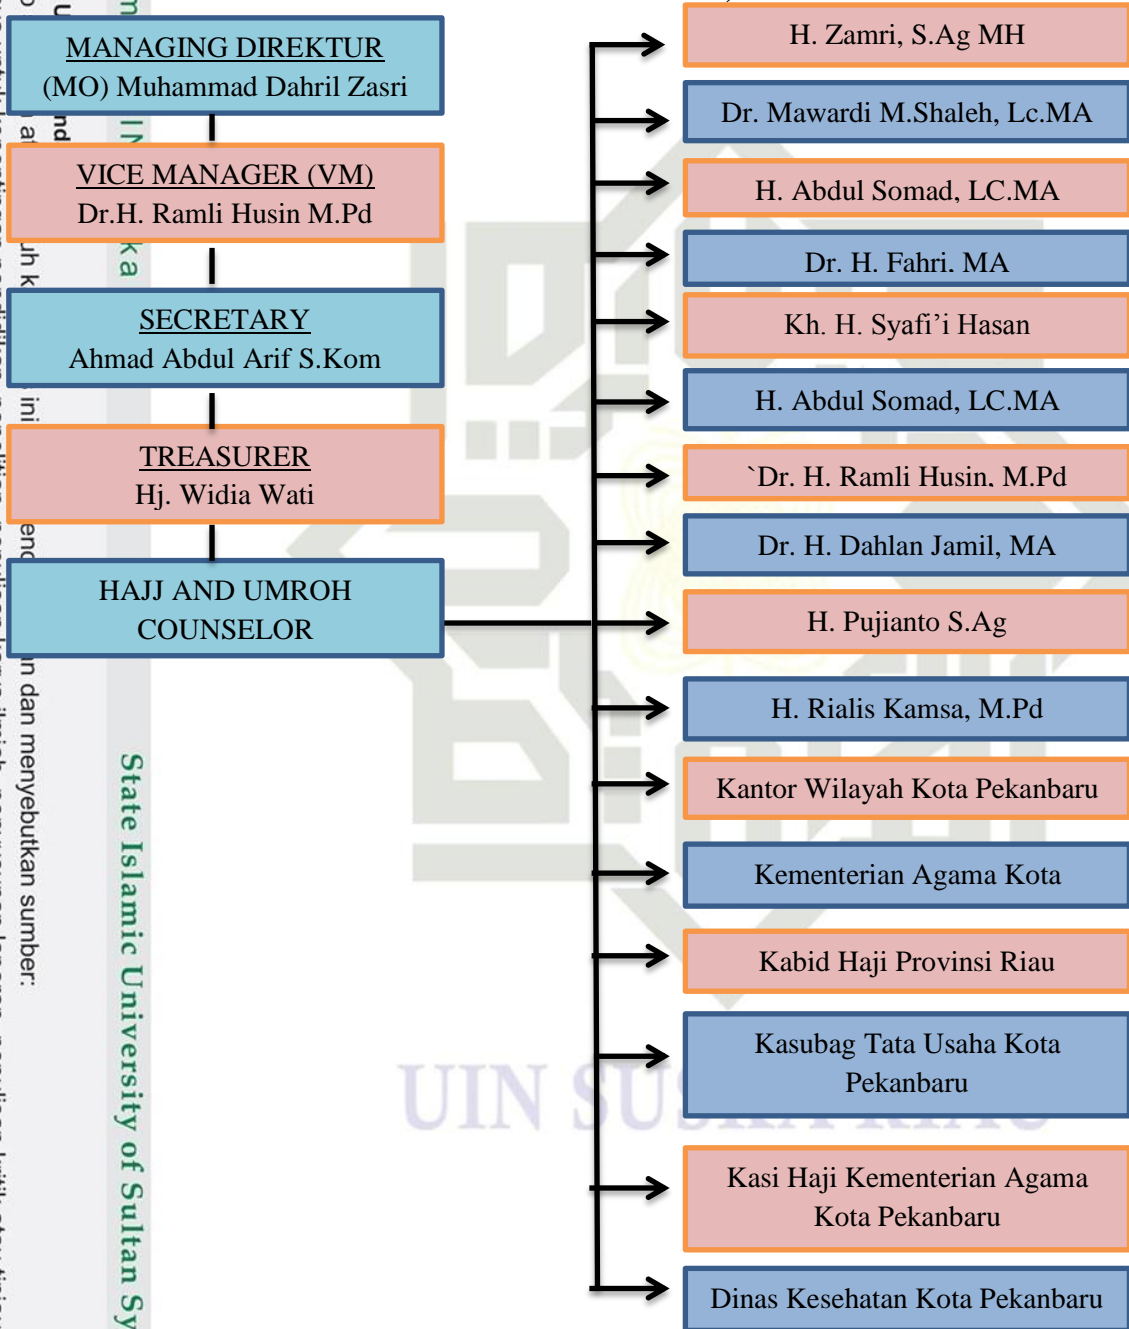 MANAGING DIREKTUR
(MO) Muhammad Dahril Zasri
VICE MANAGER (VM)
Dr.H. Ramli Husin M.Pd
SECRETARY
Ahmad Abdul Arif S.Kom
TREASURER
Hj. Widia Wati
HAJJ AND UMROH
COUNSELOR
H. Zamri, S.Ag MH
Dr. Mawardi M.Shaleh, Lc.MA
H. Abdul Somad, LC.MA
Dr. H. Fahri. MA
Kh. H. Syafi’i Hasan
H. Abdul Somad, LC.MA
`Dr. H. Ramli Husin, M.Pd
Dr. H. Dahlan Jamil, MA
H. Pujianto S.Ag
H. Rialis Kamsa, M.Pd
Kantor Wilayah Kota Pekanbaru
Kementerian Agama Kota
Kabid Haji Provinsi Riau
Kasubag Tata Usaha Kota
Pekanbaru
Kasi Haji Kementerian Agama
Kota Pekanbaru
Dinas Kesehatan Kota Pekanbaru
UIN SUSKA RIAU
State Islamic University of Sultan Sy
dan menyebutkan sumber: